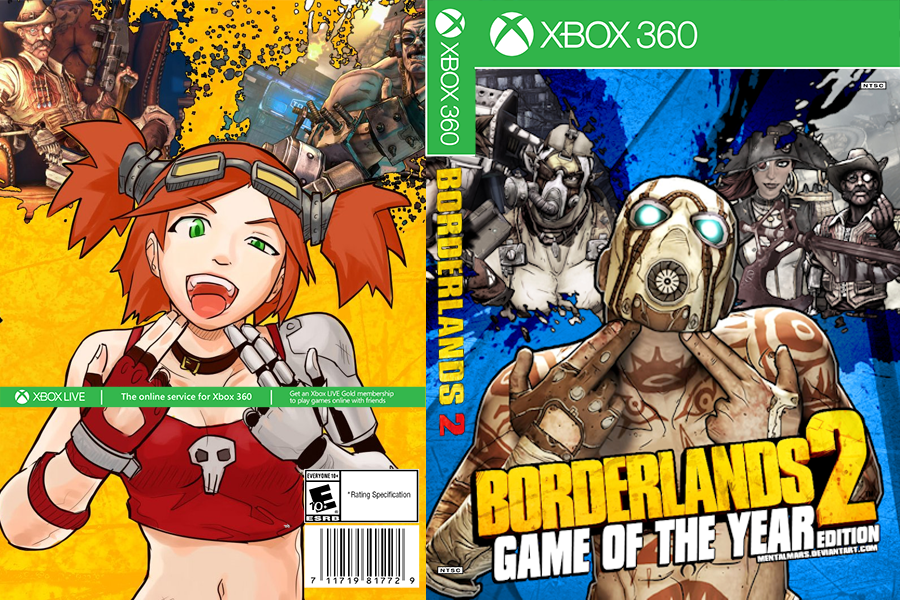 XBOX LIVE
The online service for Xbox 360
Get an Xbox LIVE Gold membership
to play games online with friends
EVERYONE 10+
E
10+
ESRB
*Rating Specification
7 11719 81772 9
XBOX 360
BORDERLANDS 2
NTSC
XBOX 360
NTSC
BORDERLANDS 2
GAME OF THE YEAR EDITION
MENTALMARS.DEVIANTART.COM